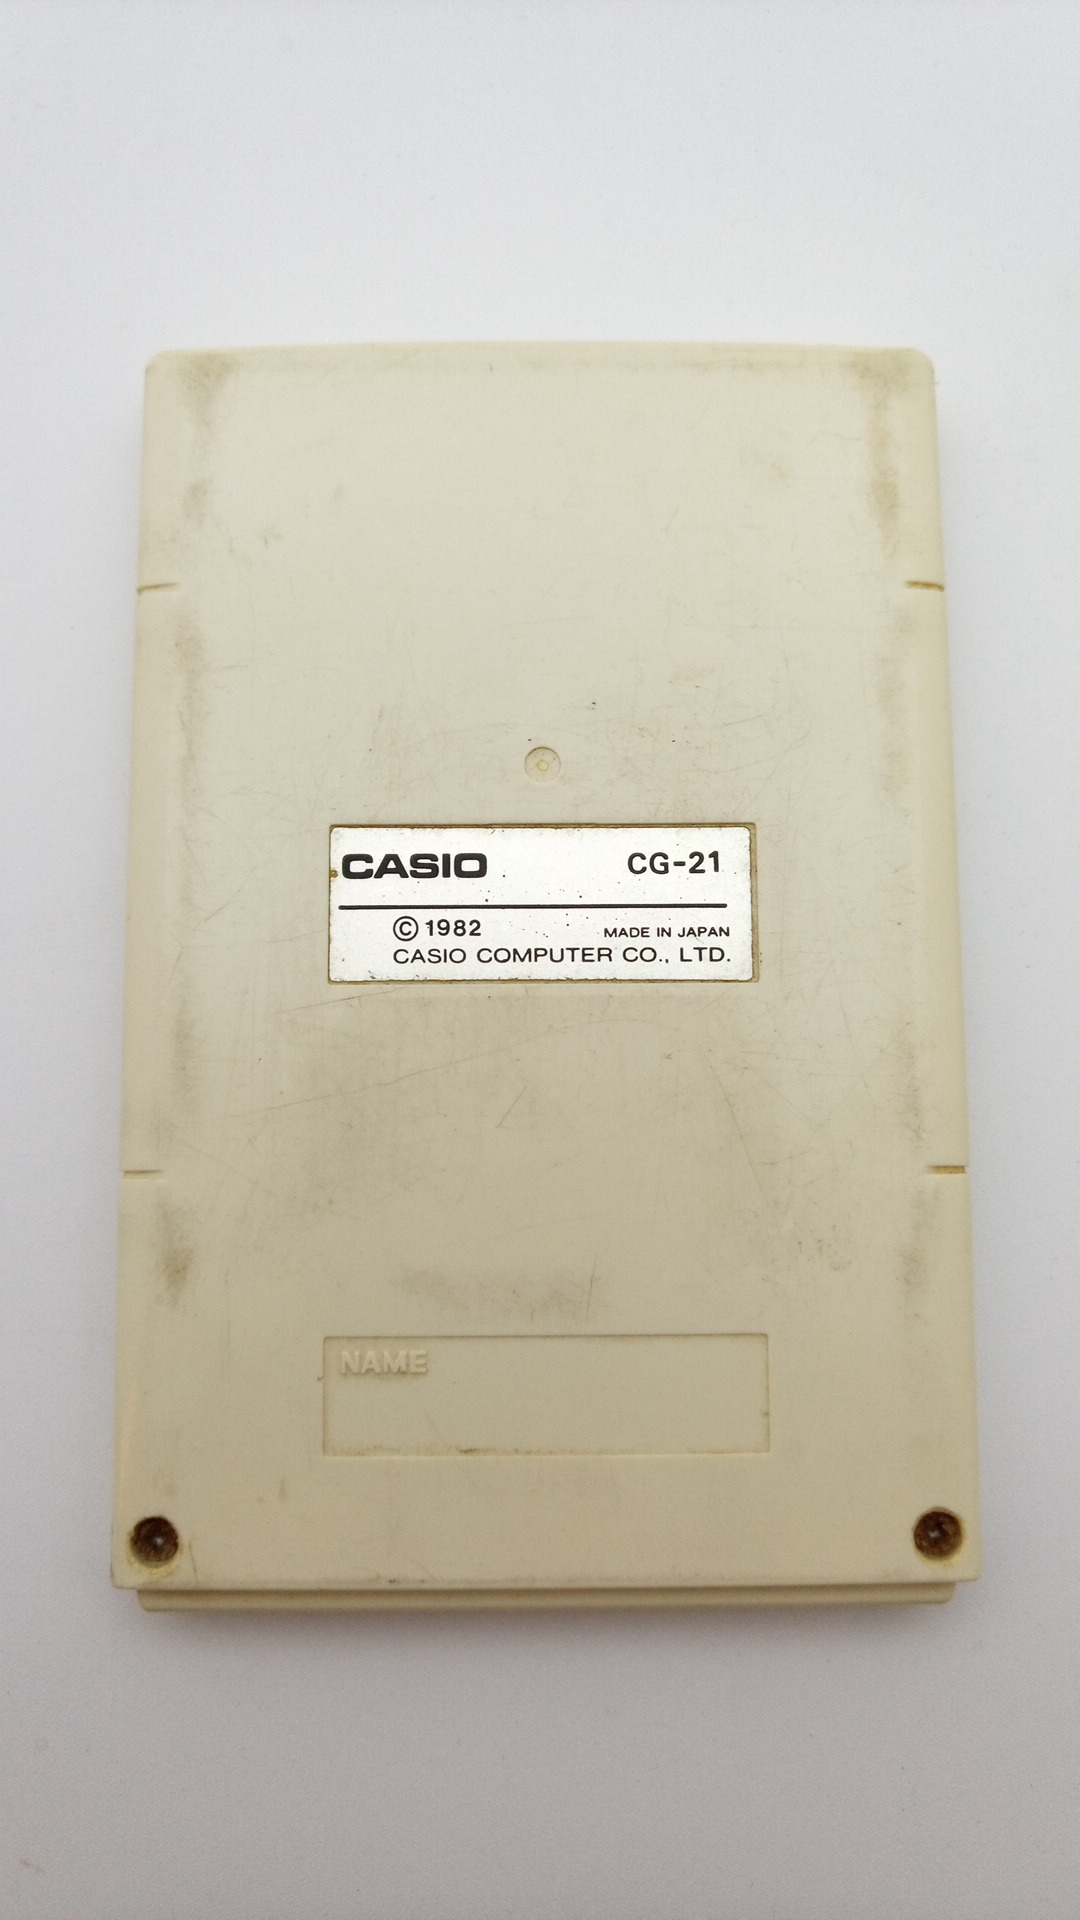 CASIO CG-21
© 1982 MADE IN JAPAN
CASIO COMPUTER CO., LTD.
NAME